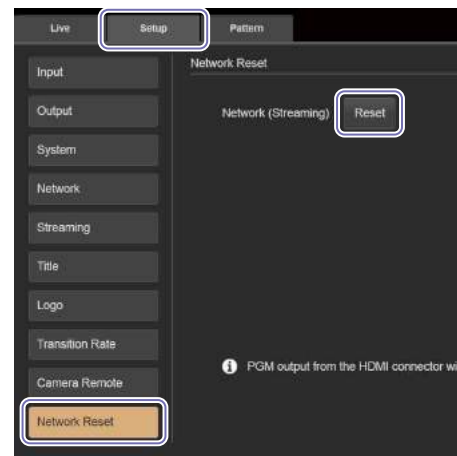 Live Setup Pattern
Network Reset
Input
Output
System
Network
Streaming
Title
Logo
Transition Rate
Camera Remote
Network Reset
Network (Streaming) Reset
PGM output from the HDMI connector wi